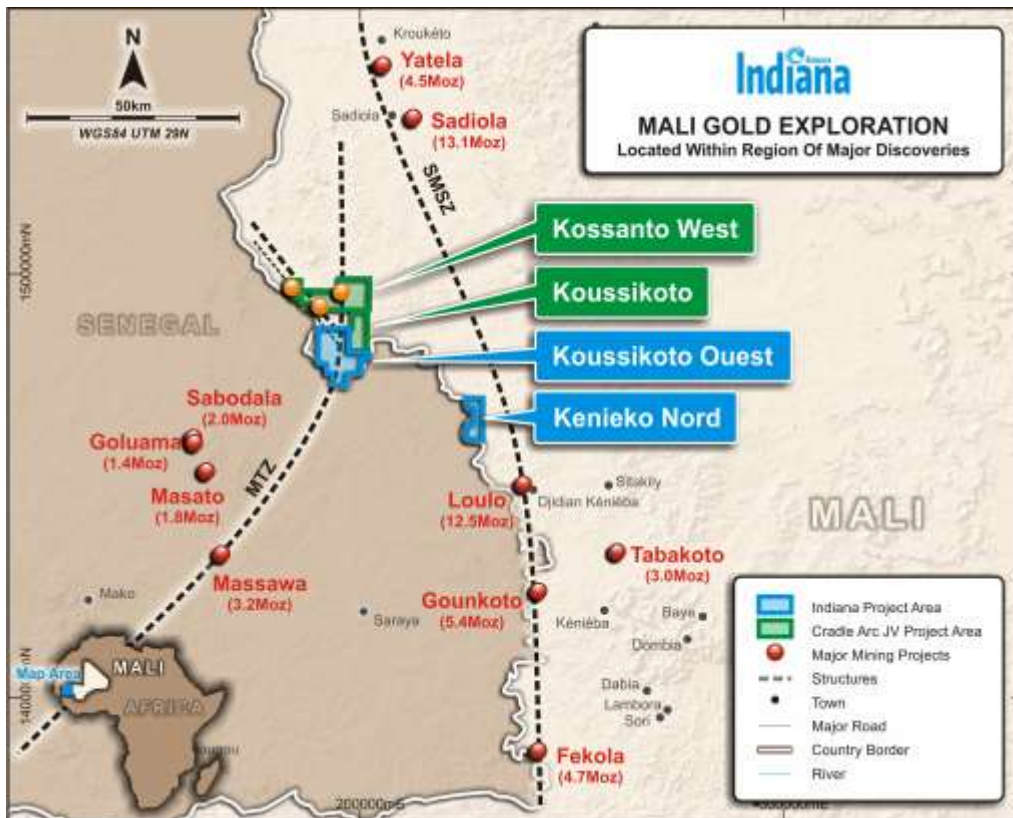 N
50km
WGS84 UTM 29N
Kroukéto
Yatela
(4.5Moz)
Sadiola
Sadiola
(13.1Moz)
Indiana
MALI GOLD EXPLORATION
Located Within Region Of Major Discoveries
SMSZ
Kossanto West
Koussikoto
Koussikoto Ouest
Kenieko Nord
1500000mN
SENEGAL
Sabodala
(2.0Moz)
Goluama
(1.4Moz)
Masato
(1.8Moz)
MTZ
Massawa
(3.2Moz)
Loulo
(12.5Moz)
Djidian Kéniéba
Sitakily
MALI
Tabakoto
(3.0Moz)
Gounkoto
(5.4Moz)
Mako
Saraya
Kéniéba
Baye
Dombia
Dabia
Lambora
Sori
Fekola
(4.7Moz)
1400000mN
Map Area
MALI
AFRICA
200000mE
Indiana Project Area
Cradle Arc JV Project Area
Major Mining Projects
Structures
Town
Major Road
Country Border
River